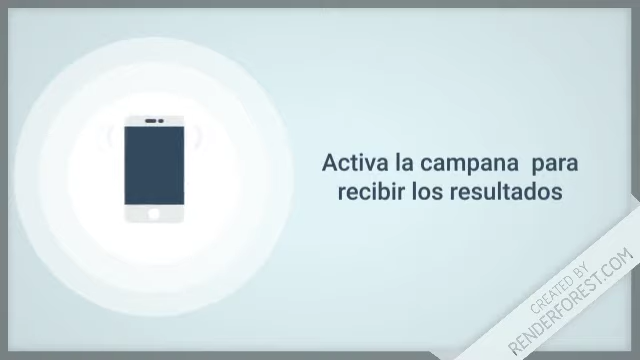 Activa la campana  para
recibir los resultados
CREATED BY
RENDERFOREST.COM